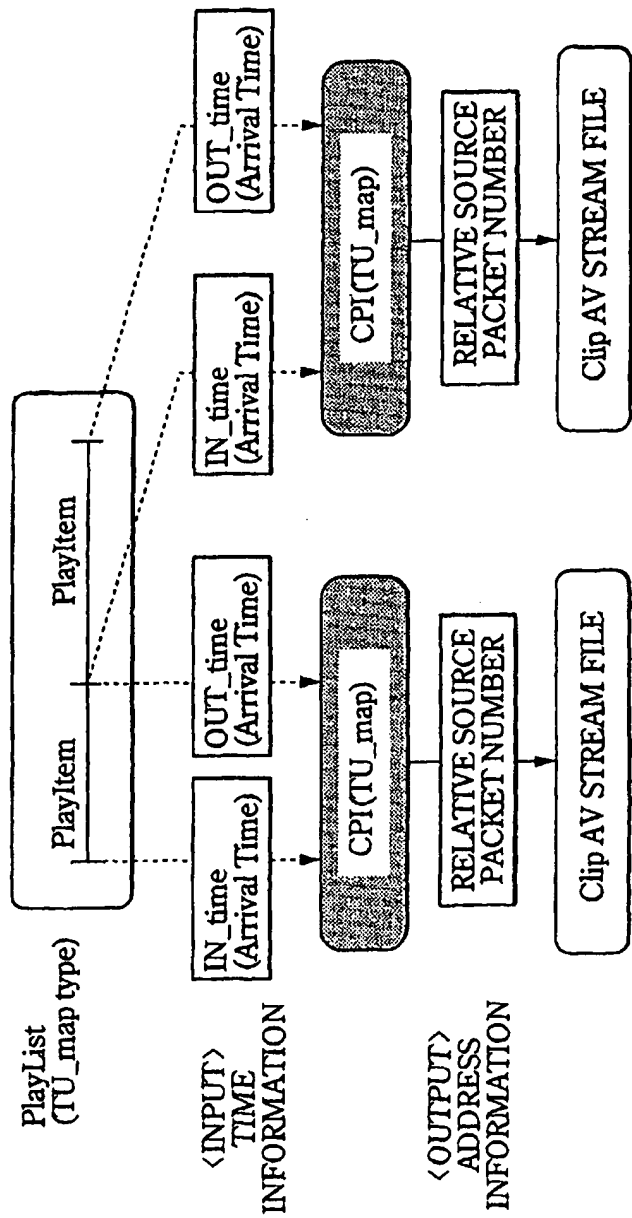 PlayList
(TU_map type)
PlayItem
PlayItem
<INPUT>
TIME
INFORMATION
IN_time
(Arrival Time)
OUT_time
(Arrival Time)
IN_time
(Arrival Time)
OUT_time
(Arrival Time)
CPI(TU_map)
CPI(TU_map)
<OUTPUT>
ADDRESS
INFORMATION
RELATIVE SOURCE
PACKET NUMBER
RELATIVE SOURCE
PACKET NUMBER
Clip AV STREAM FILE
Clip AV STREAM FILE